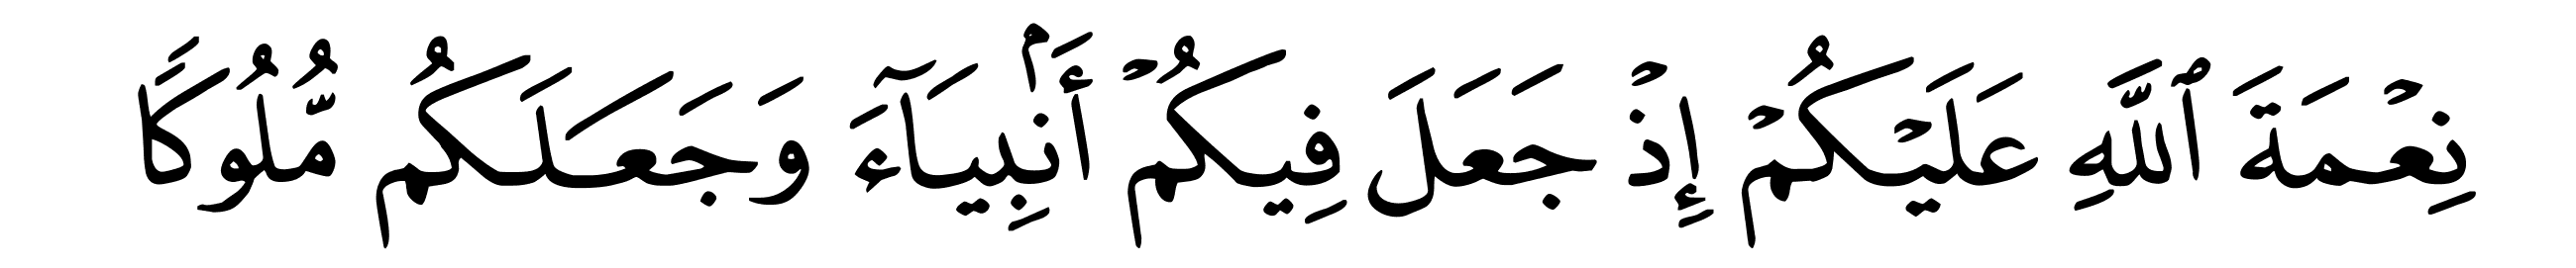 نِعۡمَةَ ٱللَّهِ عَلَيۡكُمۡ إِذۡ جَعَلَ فِيكُمۡ أَنۢبِيَآءَ وَجَعَلَكُم مُّلُوكٗا